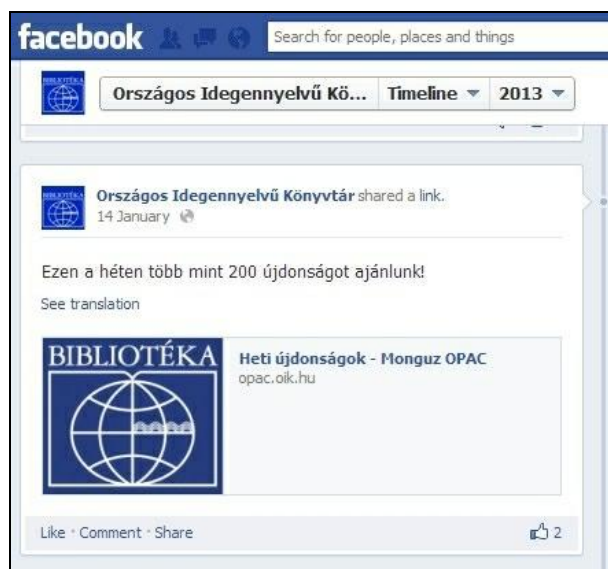 facebook
Search for people, places and things
BIBLIOTÉKA
Országos Idegennyelvű Kö... Timeline 2013
BIBLIOTÉKA
Országos Idegennyelvű Könyvtár shared a link.
14 January
Ezen a héten több mint 200 újdonságot ajánlunk!
See translation
BIBLIOTÉKA
Heti újdonságok - Monguz OPAC
opac.oik.hu
Like · Comment · Share
2